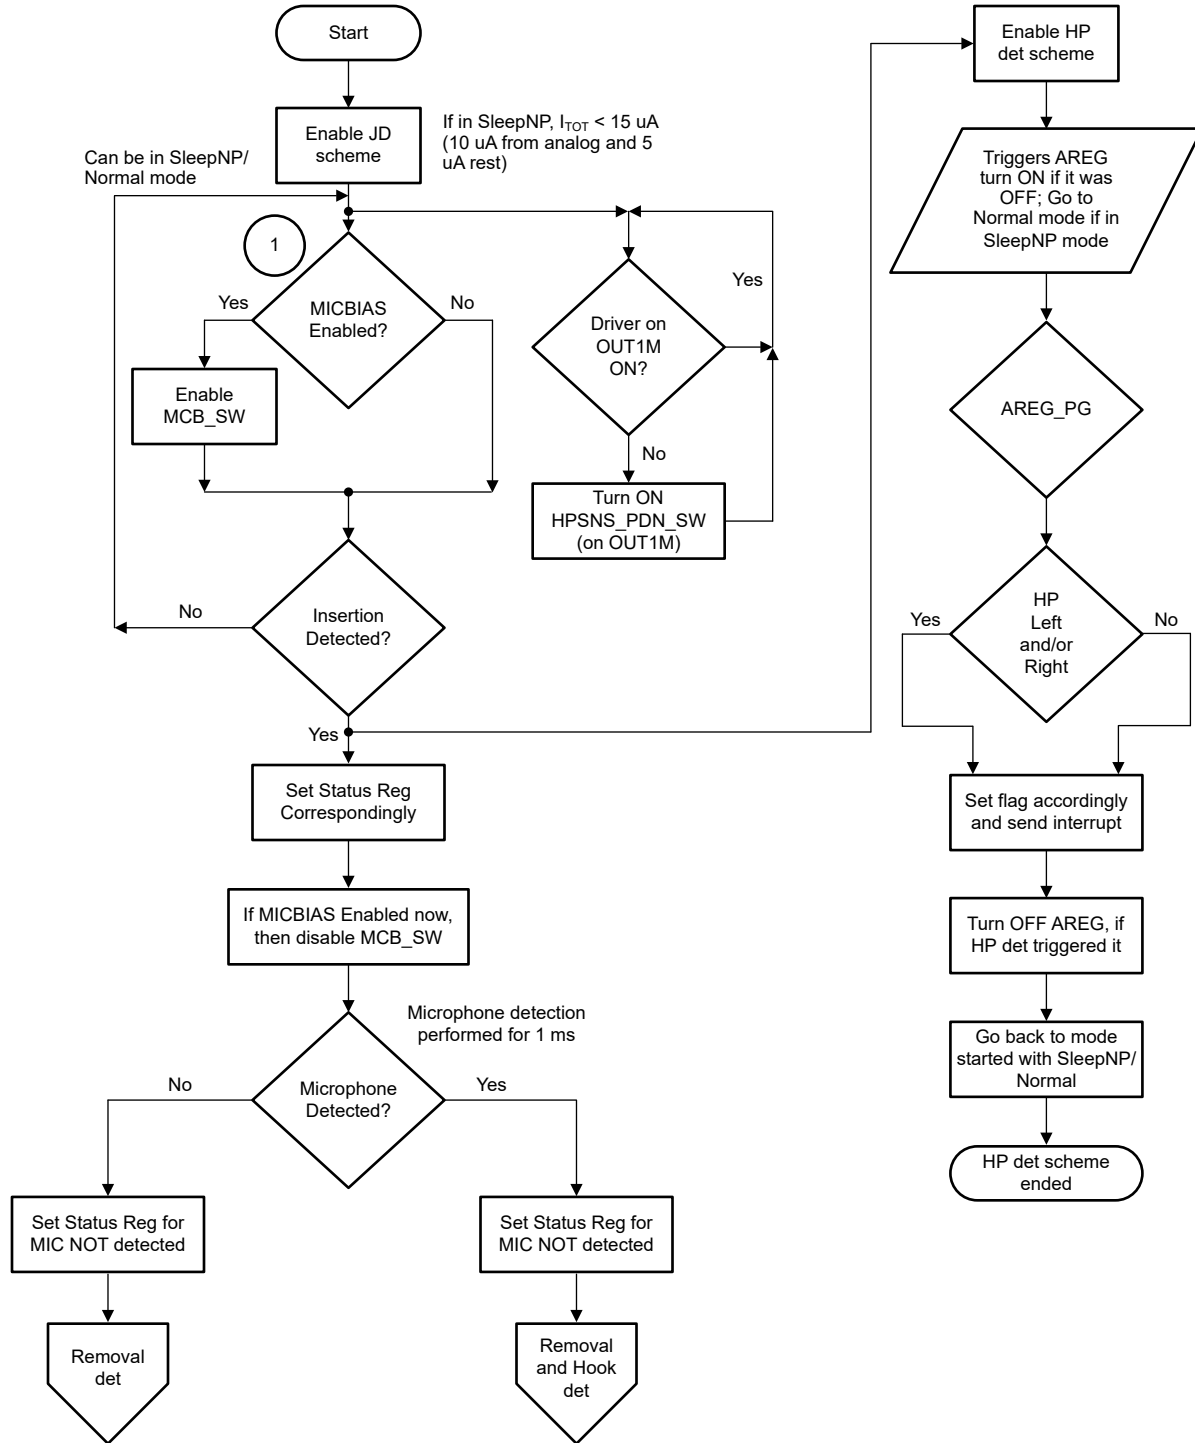 Start
Enable JD
scheme
If in SleepNP, I_TOT < 15 uA
(10 uA from analog and 5
uA rest)
Can be in SleepNP/
Normal mode
1
MICBIAS
Enabled?
Yes
No
Enable
MCB_SW
Driver on
OUT1M
ON?
Yes
No
Turn ON
HPSNS_PDN_SW
(on OUT1M)
Insertion
Detected?
No
Yes
Set Status Reg
Correspondingly
If MICBIAS Enabled now,
then disable MCB_SW
Microphone detection
performed for 1 ms
Microphone
Detected?
No
Yes
Set Status Reg for
MIC NOT detected
Set Status Reg for
MIC NOT detected
Removal
det
Removal
and Hook
det
Enable HP
det scheme
Triggers AREG
turn ON if it was
OFF; Go to
Normal mode if in
SleepNP mode
AREG_PG
HP
Left
and/or
Right
Yes
No
Set flag accordingly
and send interrupt
Turn OFF AREG, if
HP det triggered it
Go back to mode
started with SleepNP/
Normal
HP det scheme
ended